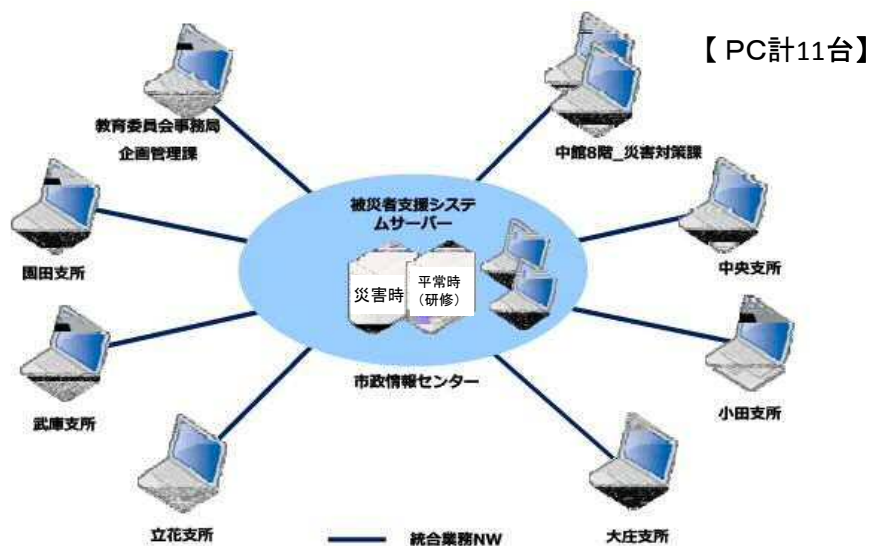 【 PC計11台】
教育委員会事務局
企画管理課
中館8階_災害対策課
被災者支援システ
ムサーバー
園田支所
中央支所
災害時
平常時
（研修）
市政情報センター
武庫支所
小田支所
立花支所
統合業務NW
大庄支所